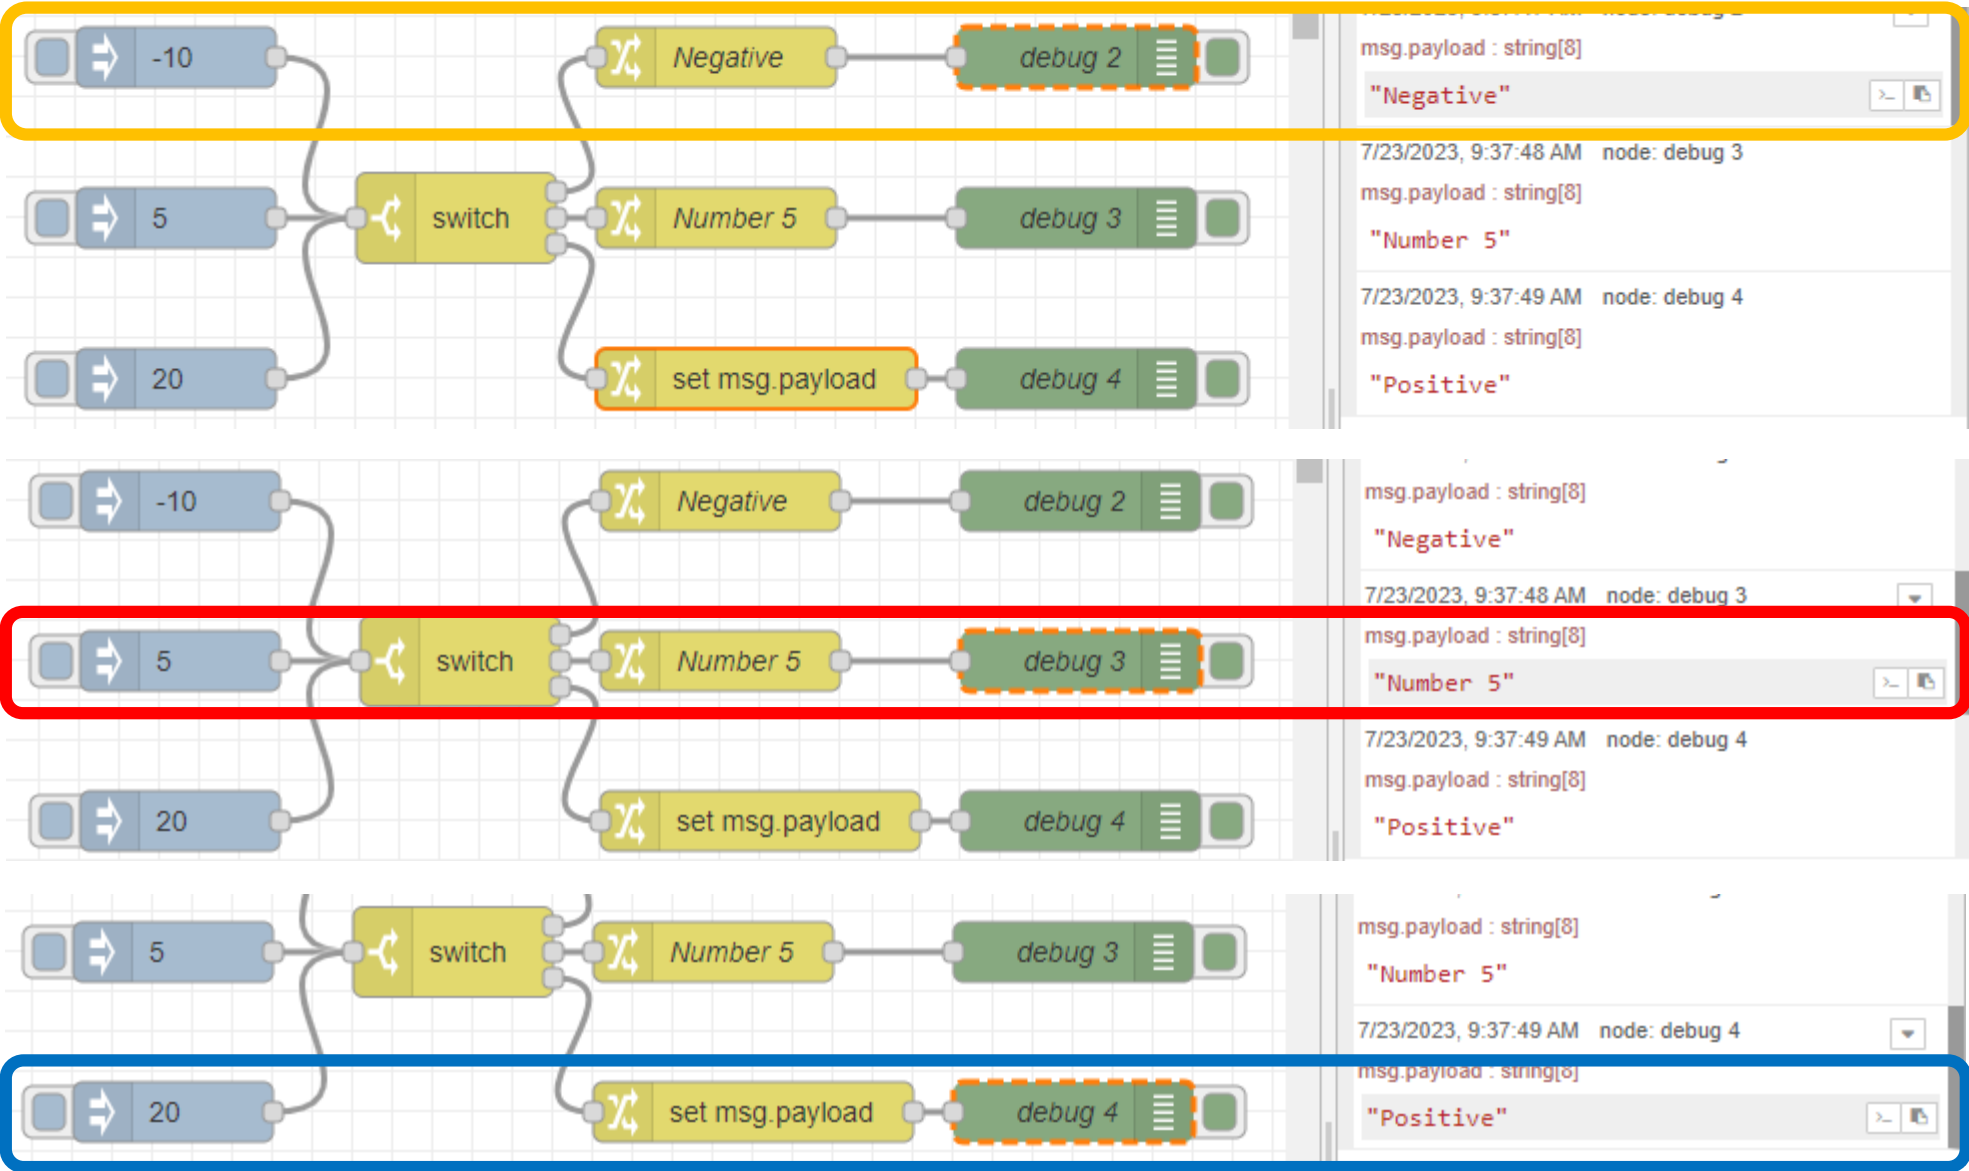 -10 Negative debug 2
msg.payload : string[8]
"Negative"
7/23/2023, 9:37:48 AM node: debug 3
msg.payload : string[8]
5 switch Number 5 debug 3
"Number 5"
7/23/2023, 9:37:49 AM node: debug 4
msg.payload : string[8]
20 set msg.payload debug 4
"Positive"
msg.payload : string[8]
-10 Negative debug 2
"Negative"
7/23/2023, 9:37:48 AM node: debug 3
msg.payload : string[8]
5 switch Number 5 debug 3
"Number 5"
7/23/2023, 9:37:49 AM node: debug 4
msg.payload : string[8]
20 set msg.payload debug 4
"Positive"
msg.payload : string[8]
5 switch Number 5 debug 3
"Number 5"
7/23/2023, 9:37:49 AM node: debug 4
msg.payload : string[8]
20 set msg.payload debug 4
"Positive"